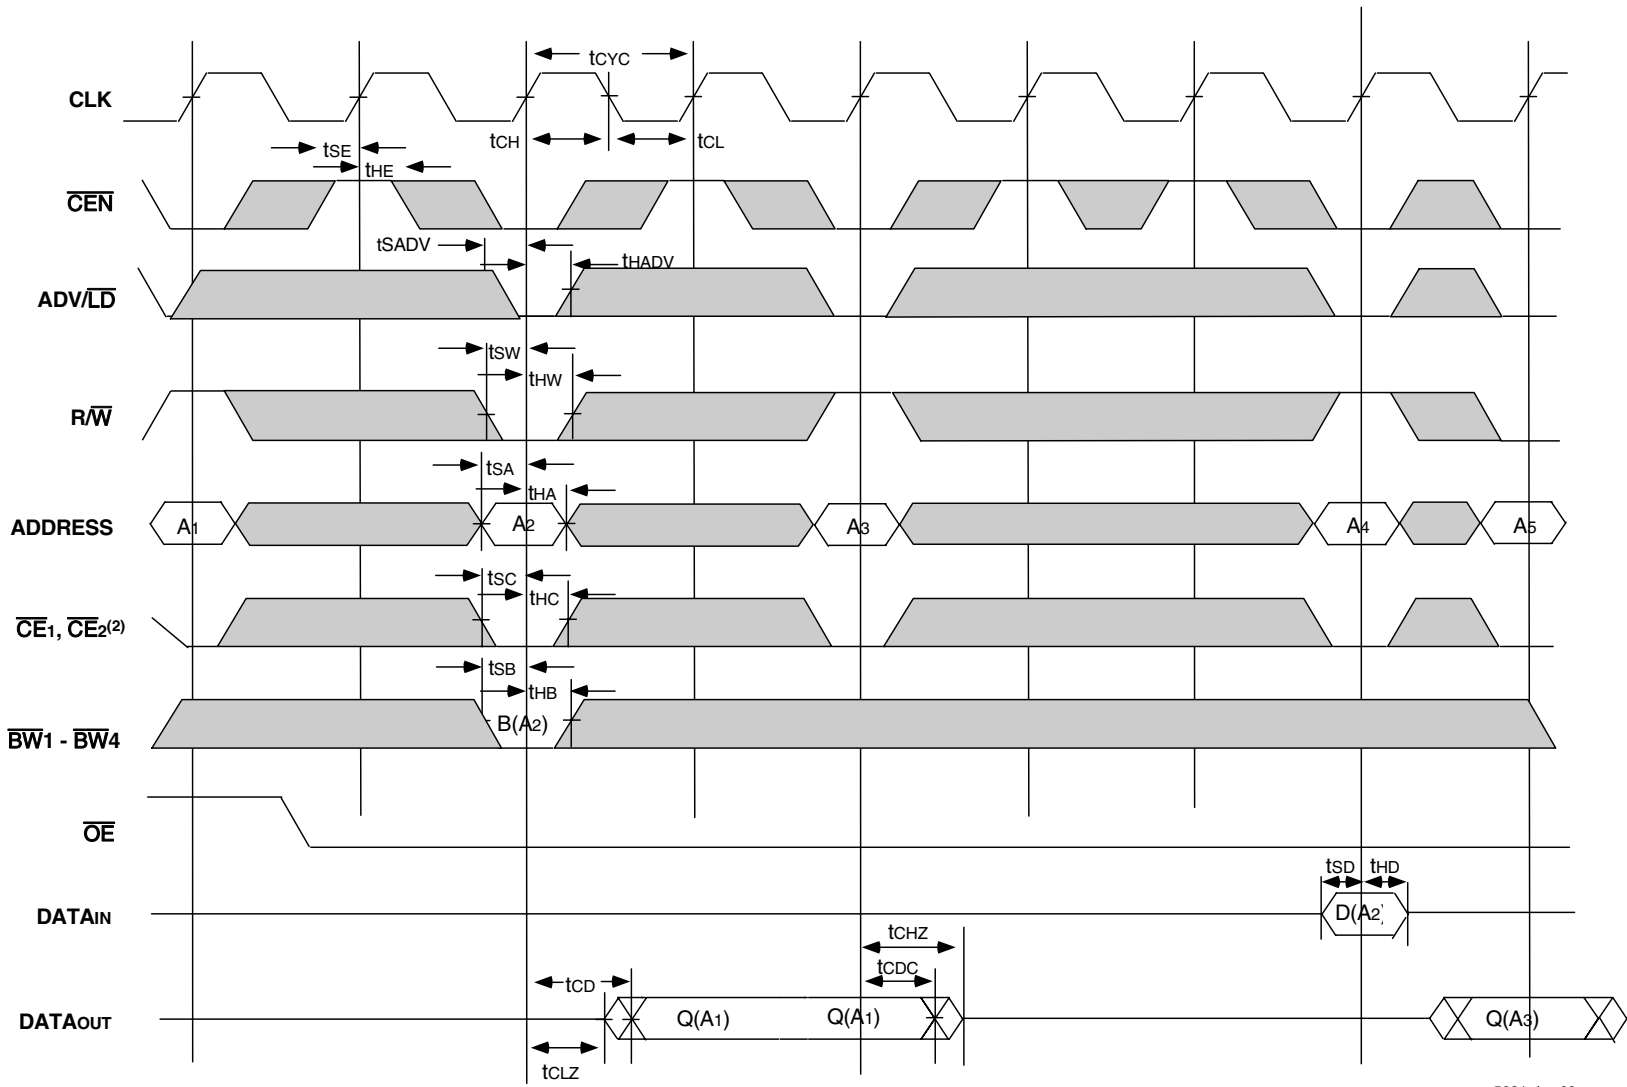 tCYC
CLK
tCH
tCL
tSE
tHE
CEN
tSADV
tHADV
ADV/LD
tSW
tHW
R/W
tSA
tHA
ADDRESS
A1
A2
A3
A4
A5
tSC
tHC
CE1, CE2(2)
tSB
tHB
B(A2)
BW1 - BW4
OE
tSD
tHD
DATAIN
D(A2)
tCHZ
tCDC
tCD
DATAOUT
Q(A1)
Q(A1)
Q(A3)
tCLZ